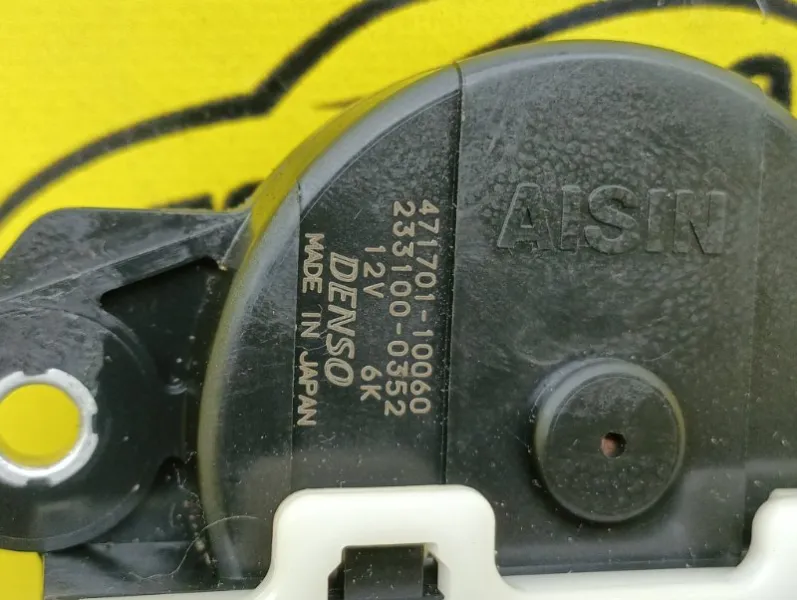 AISIN
471701-10060
233100-0352
12V 6K
DENSO
MADE IN JAPAN